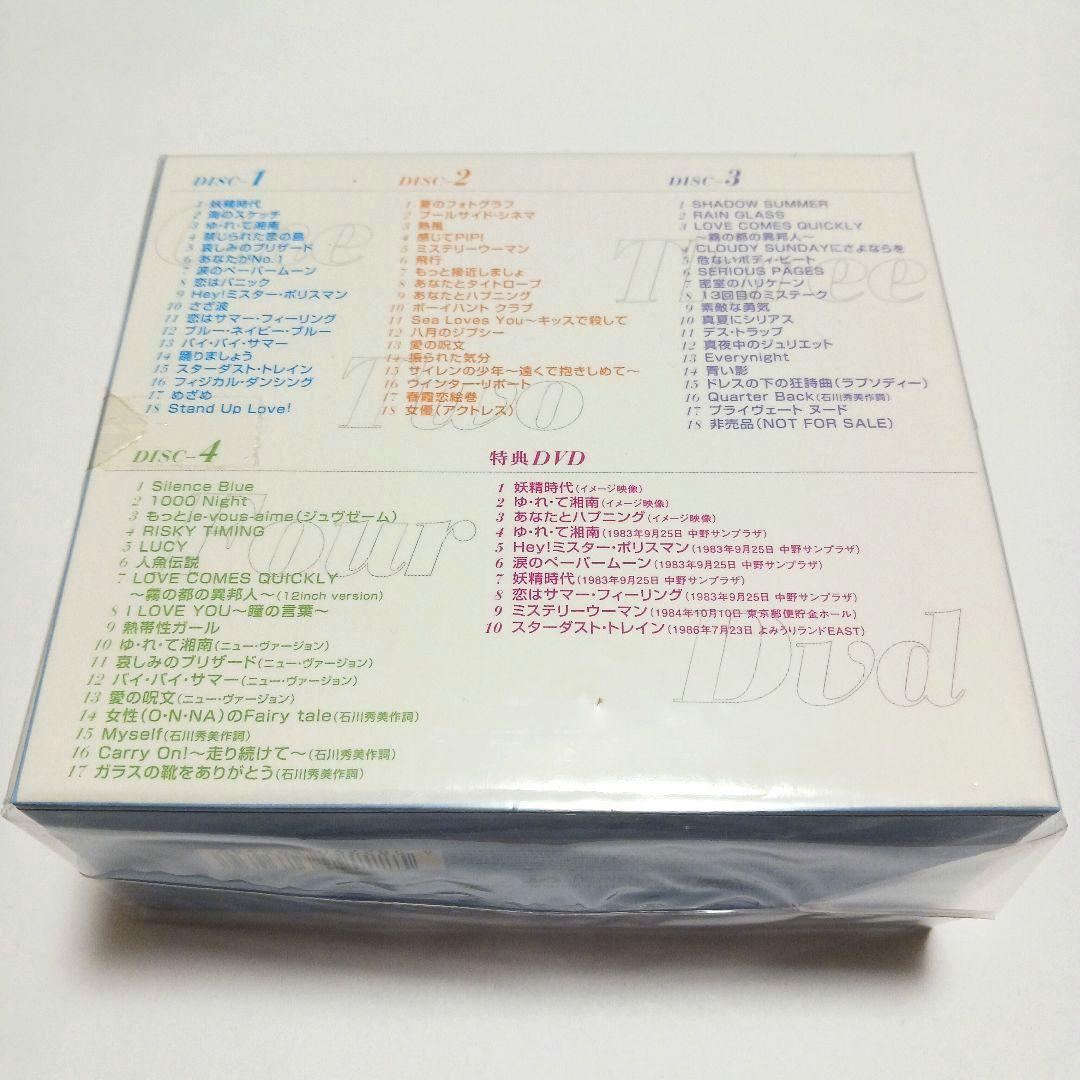 DISC-1
1 妖精時代
2 海のスケッチ
3 ゆ・れ・て湘南
4 禁じられた恋の島
5 哀しみのブリザード
6 あなたがNo.1
7 涙のペーパームーン
8 恋はパニック
9 Hey!ミスター・ポリスマン
10 さざ波
11 恋はサマー・フィーリング
12 ブルー・ネイビー・ブルー
13 バイ・バイ・サマー
14 踊りましょう
15 スターダスト・トレイン
16 フィジカル・ダンシング
17 めざめ
18 Stand Up Love!
One
DISC-2
1 夏のフォトグラフ
2 プールサイド・シネマ
3 熱風
4 感じてPIP!
5 ミステリーウーマン
6 飛行
7 もっと接近しましょ
8 あなたとタイトロープ
9 あなたとハプニング
10 ボーイハント クラブ
11 Sea Loves You〜キッスで殺して
12 八月のジプシー
13 愛の呪文
14 振られた気分
15 サイレンの少年〜遠くで抱きしめて〜
16 ウインター・リポート
17 春霞恋絵巻
18 女優(アクトレス)
Two
DISC-3
1 SHADOW SUMMER
2 RAIN GLASS
3 LOVE COMES QUICKLY
〜霧の都の異邦人〜
4 CLOUDY SUNDAYにさよならを
5 危ないボディ・ビート
6 SERIOUS PAGES
7 密室のハリケーン
8 13回目のミステーク
9 素敵な勇気
10 真夏にシリアス
11 デス・トラップ
12 真夜中のジュリエット
13 Everynight
14 青い影
15 ドレスの下の狂詩曲(ラプソディー)
16 Quarter Back(石川秀美作詞)
17 プライヴェート ヌード
18 非売品(NOT FOR SALE)
Three
DISC-4
1 Silence Blue
2 1000 Night
3 もっとje-vous-aime(ジュヴゼーム)
4 RISKY TIMING
5 LUCY
6 人魚伝説
7 LOVE COMES QUICKLY
〜霧の都の異邦人〜(12inch version)
8 I LOVE YOU〜瞳の言葉〜
9 熱帯性ガール
10 ゆ・れ・て湘南(ニュー・ヴァージョン)
11 哀しみのブリザード(ニュー・ヴァージョン)
12 バイ・バイ・サマー(ニュー・ヴァージョン)
13 愛の呪文(ニュー・ヴァージョン)
14 女性(O・N・NA)のFairy tale(石川秀美作詞)
15 Myself(石川秀美作詞)
16 Carry On!〜走り続けて〜(石川秀美作詞)
17 ガラスの靴をありがとう(石川秀美作詞)
Four
特典DVD
1 妖精時代(イメージ映像)
2 ゆ・れ・て湘南(イメージ映像)
3 あなたとハプニング(イメージ映像)
4 ゆ・れ・て湘南(1983年9月25日 中野サンプラザ)
5 Hey!ミスター・ポリスマン(1983年9月25日 中野サンプラザ)
6 涙のペーパームーン(1983年9月25日 中野サンプラザ)
7 妖精時代(1983年9月25日 中野サンプラザ)
8 恋はサマー・フィーリング(1983年9月25日 中野サンプラザ)
9 ミステリーウーマン(1984年10月10日 東京郵便貯金ホール)
10 スターダスト・トレイン(1986年7月23日 よみうりランドEAST)
Dvd